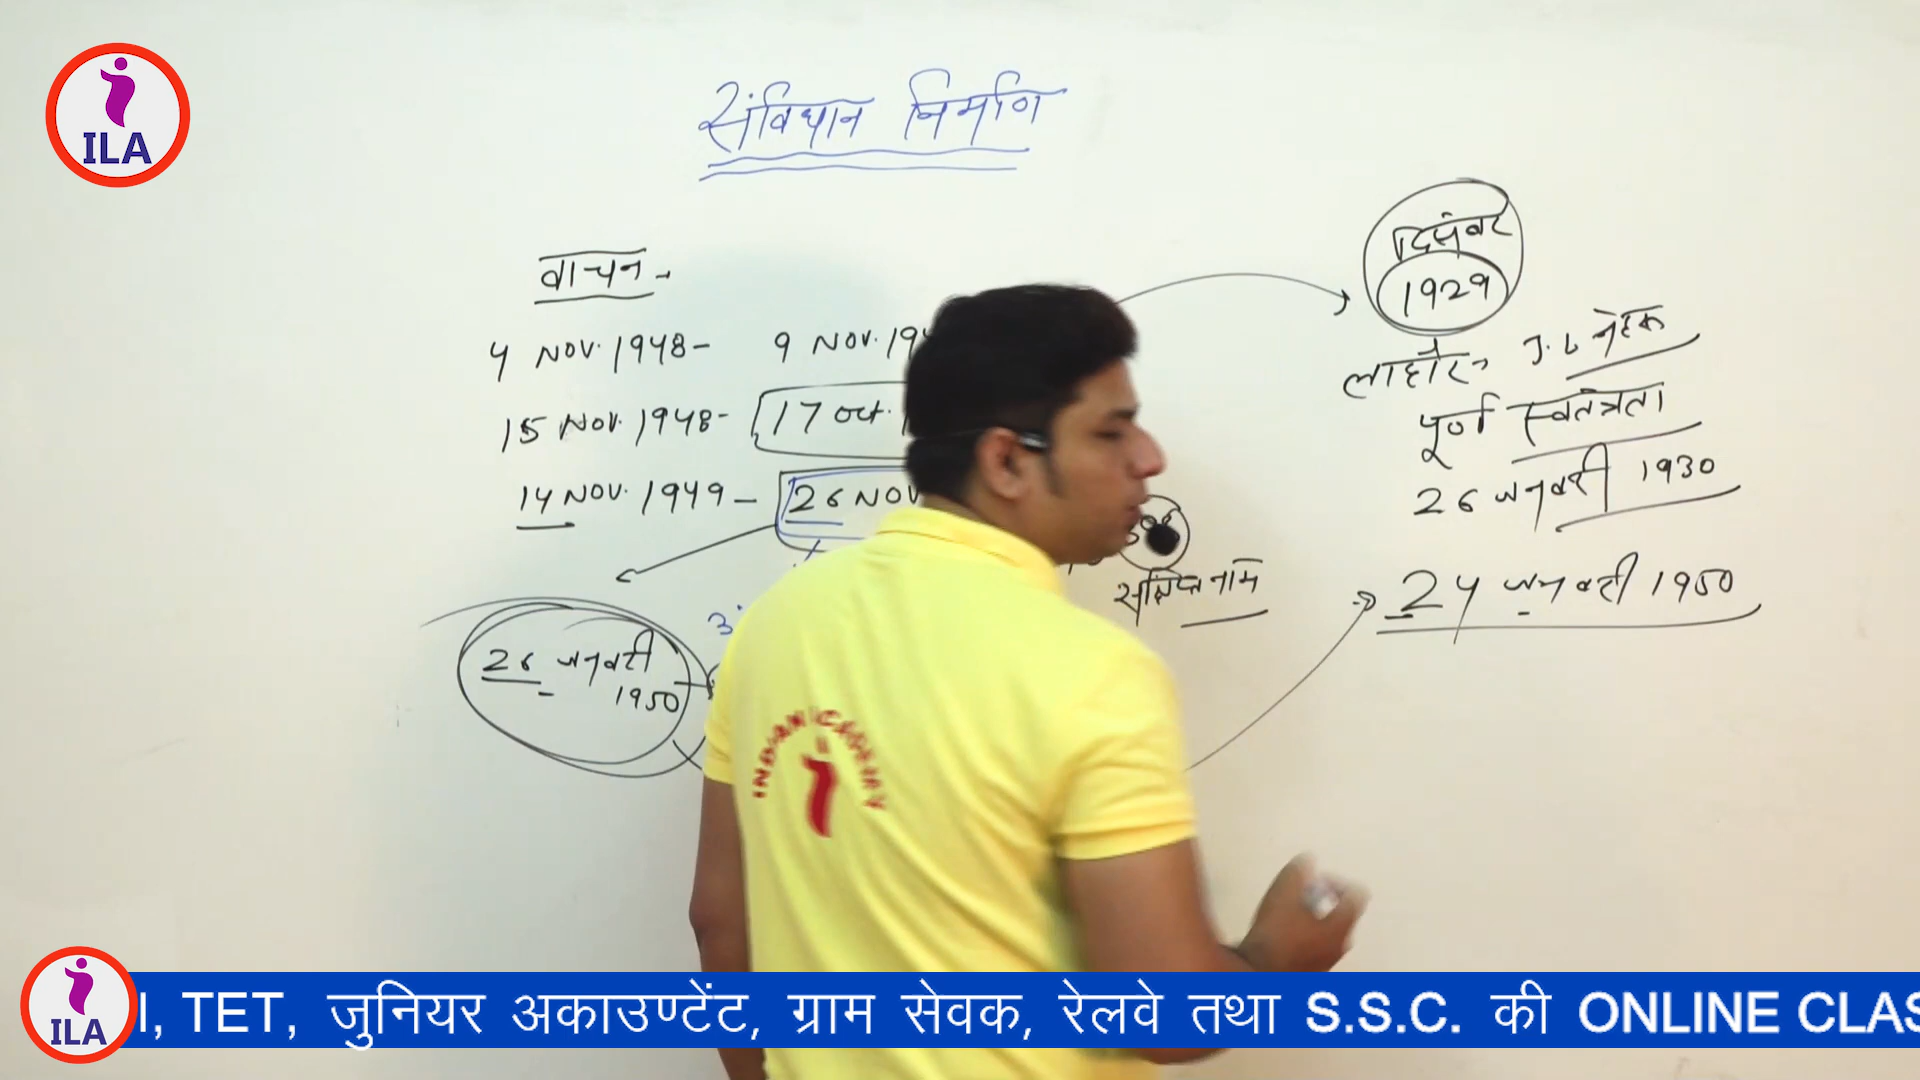 ILA
संविधान निर्माण
वाचन -
4 NOV. 1948 - 9 NOV. 19
15 NOV. 1948 - 17 Oct.
14 NOV. 1949 - 26 NOV
26 जनवरी
1950
दिसंबर
1929
लाहौर - J. L नेहरू
पूर्ण स्वतंत्रता
26 जनवरी 1930
24 जनवरी 1950
नाम
INDIAN
ILA
I, TET, जुनियर अकाउण्टेंट, ग्राम सेवक, रेलवे तथा S.S.C. की ONLINE CLAS